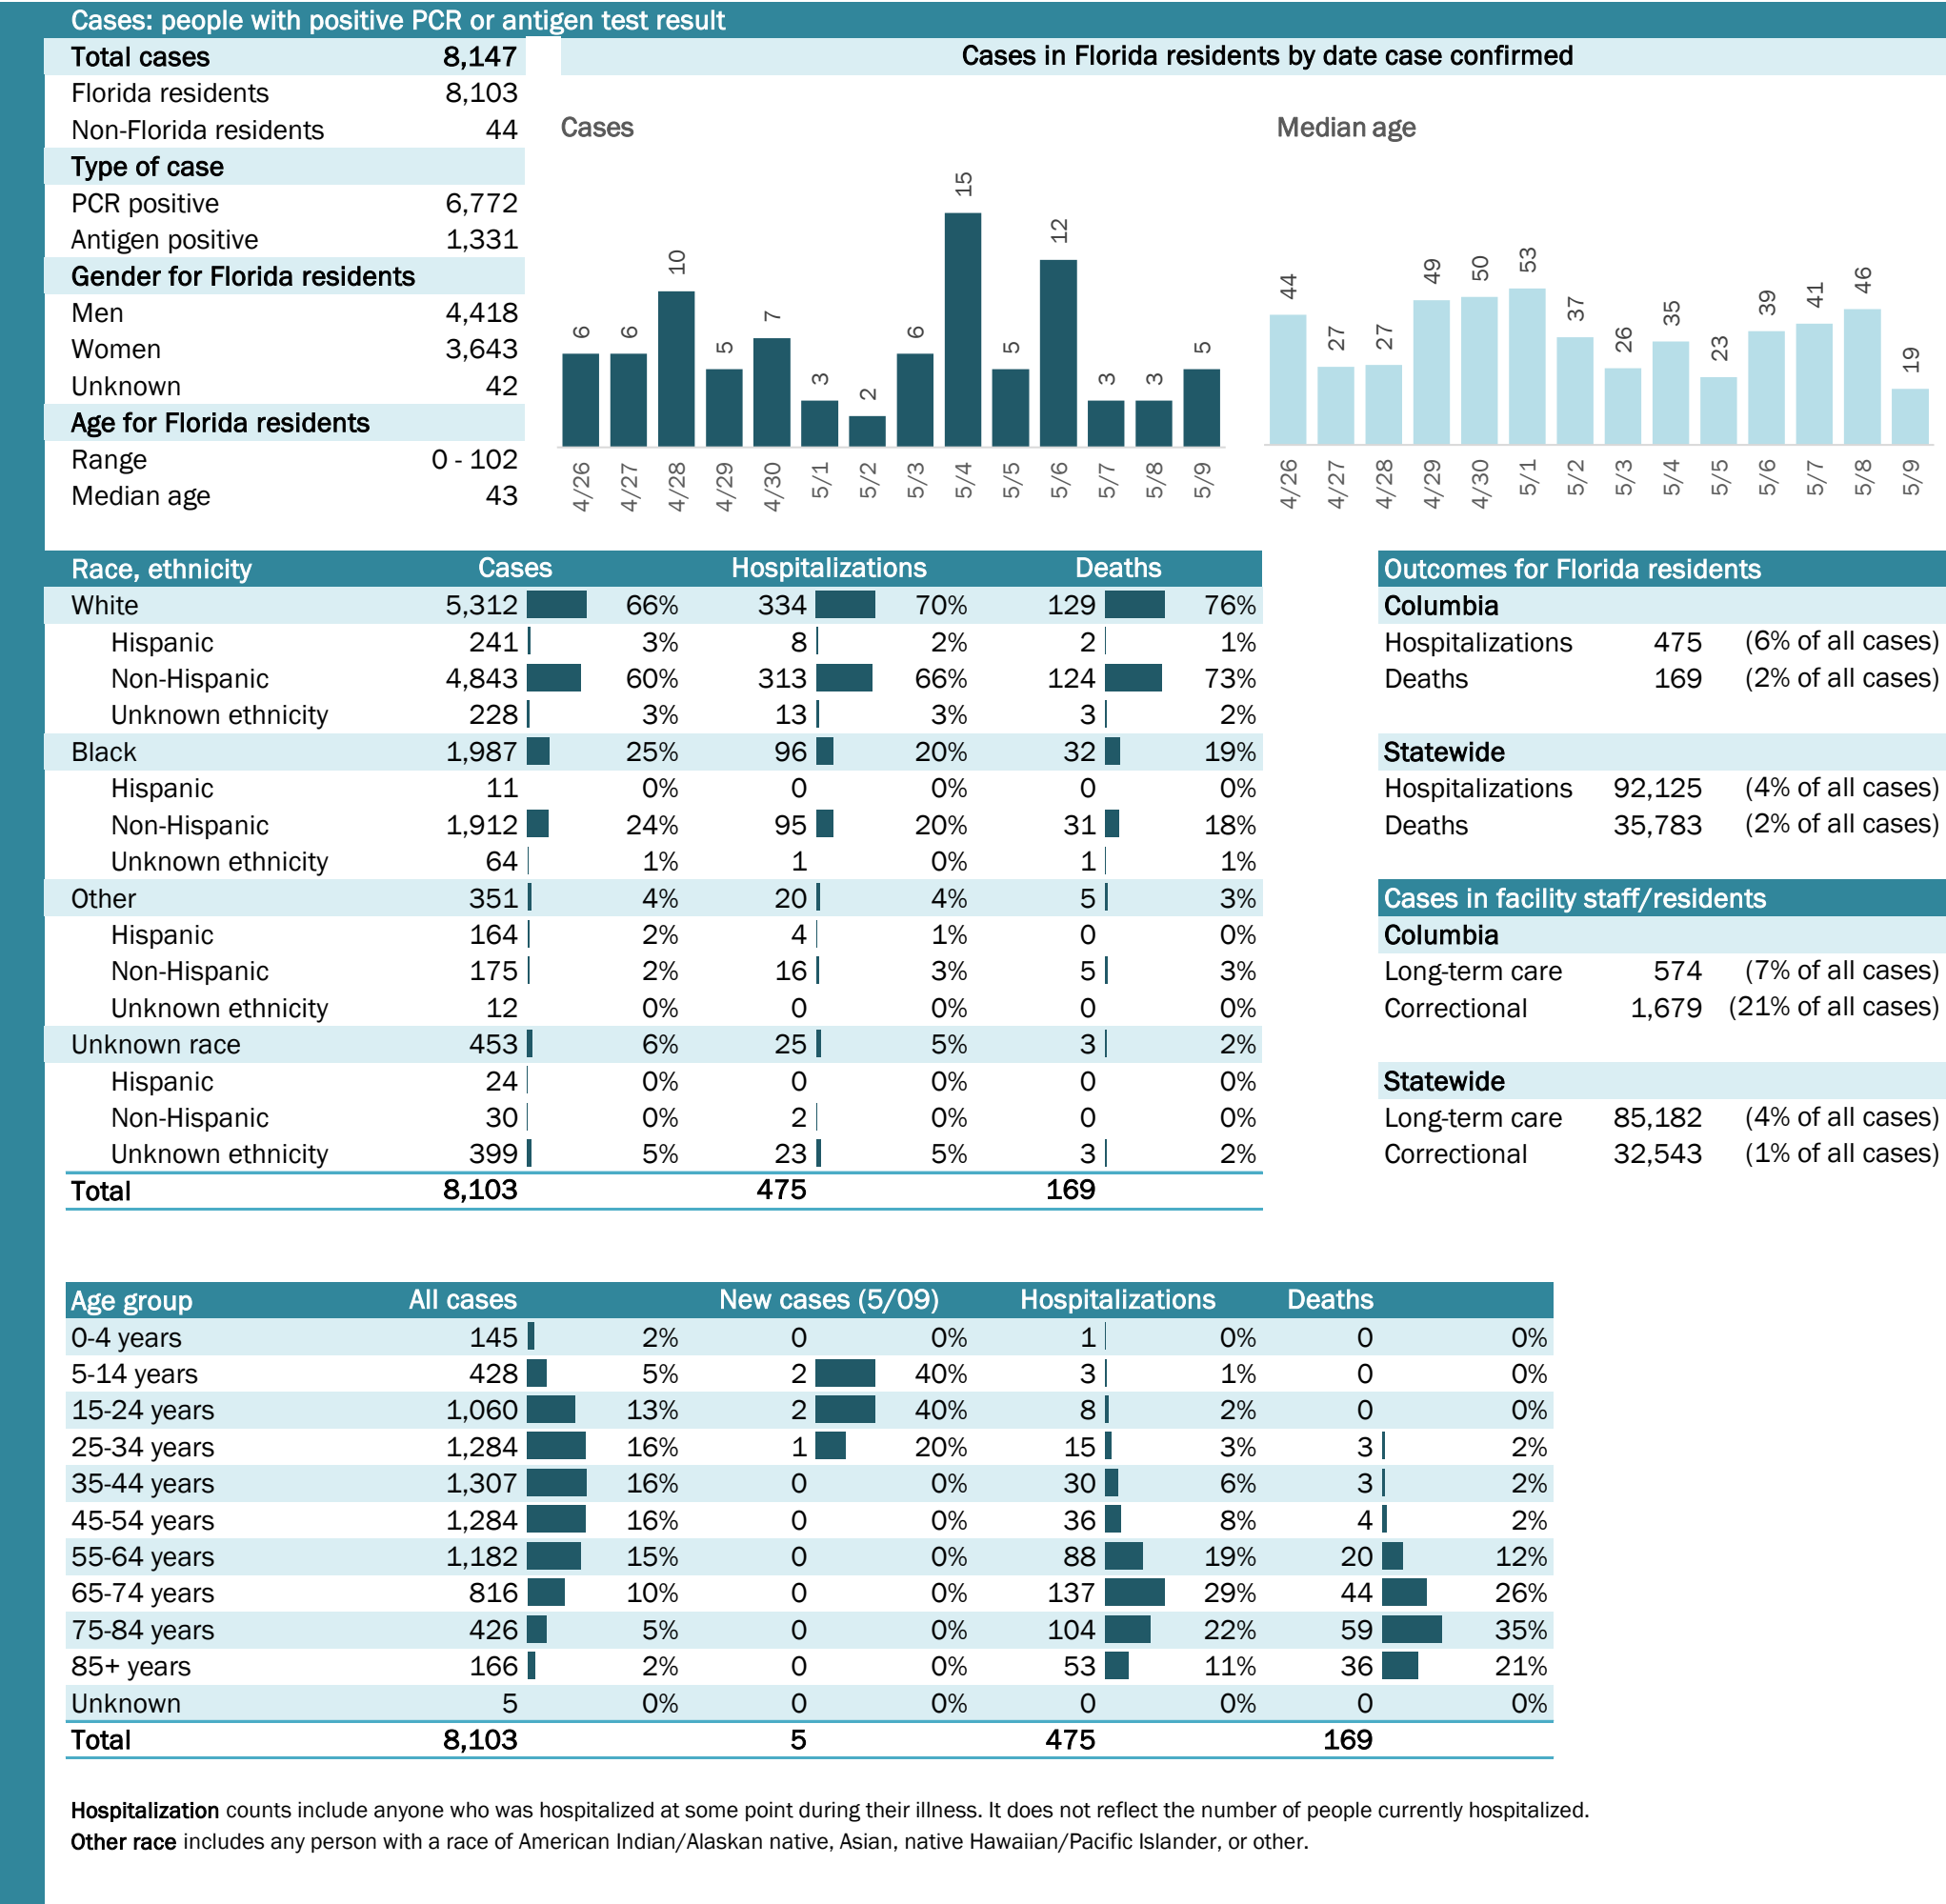 Cases: people with positive PCR or antigen test result
Total cases 8,147
Florida residents 8,103
Non-Florida residents 44
Type of case
PCR positive 6,772
Antigen positive 1,331
Gender for Florida residents
Men 4,418
Women 3,643
Unknown 42
Age for Florida residents
Range 0 - 102
Median age 43
Cases in Florida residents by date case confirmed
Cases
6 6 10 5 7 3 2 6 15 5 12 3 3 5
4/26 4/27 4/28 4/29 4/30 5/1 5/2 5/3 5/4 5/5 5/6 5/7 5/8 5/9
Median age
44 27 27 49 50 53 37 26 35 23 39 41 46 19
4/26 4/27 4/28 4/29 4/30 5/1 5/2 5/3 5/4 5/5 5/6 5/7 5/8 5/9
Race, ethnicity Cases Hospitalizations Deaths
White 5,312 66% 334 70% 129 76%
Hispanic 241 3% 8 2% 2 1%
Non-Hispanic 4,843 60% 313 66% 124 73%
Unknown ethnicity 228 3% 13 3% 3 2%
Black 1,987 25% 96 20% 32 19%
Hispanic 11 0% 0 0% 0 0%
Non-Hispanic 1,912 24% 95 20% 31 18%
Unknown ethnicity 64 1% 1 0% 1 1%
Other 351 4% 20 4% 5 3%
Hispanic 164 2% 4 1% 0 0%
Non-Hispanic 175 2% 16 3% 5 3%
Unknown ethnicity 12 0% 0 0% 0 0%
Unknown race 453 6% 25 5% 3 2%
Hispanic 24 0% 0 0% 0 0%
Non-Hispanic 30 0% 2 0% 0 0%
Unknown ethnicity 399 5% 23 5% 3 2%
Total 8,103 475 169
Outcomes for Florida residents
Columbia
Hospitalizations 475 (6% of all cases)
Deaths 169 (2% of all cases)
Statewide
Hospitalizations 92,125 (4% of all cases)
Deaths 35,783 (2% of all cases)
Cases in facility staff/residents
Columbia
Long-term care 574 (7% of all cases)
Correctional 1,679 (21% of all cases)
Statewide
Long-term care 85,182 (4% of all cases)
Correctional 32,543 (1% of all cases)
Age group All cases New cases (5/09) Hospitalizations Deaths
0-4 years 145 2% 0 0% 1 0% 0 0%
5-14 years 428 5% 2 40% 3 1% 0 0%
15-24 years 1,060 13% 2 40% 8 2% 0 0%
25-34 years 1,284 16% 1 20% 15 3% 3 2%
35-44 years 1,307 16% 0 0% 30 6% 3 2%
45-54 years 1,284 16% 0 0% 36 8% 4 2%
55-64 years 1,182 15% 0 0% 88 19% 20 12%
65-74 years 816 10% 0 0% 137 29% 44 26%
75-84 years 426 5% 0 0% 104 22% 59 35%
85+ years 166 2% 0 0% 53 11% 36 21%
Unknown 5 0% 0 0% 0 0% 0 0%
Total 8,103 5 475 169
Hospitalization counts include anyone who was hospitalized at some point during their illness. It does not reflect the number of people currently hospitalized.
Other race includes any person with a race of American Indian/Alaskan native, Asian, native Hawaiian/Pacific Islander, or other.